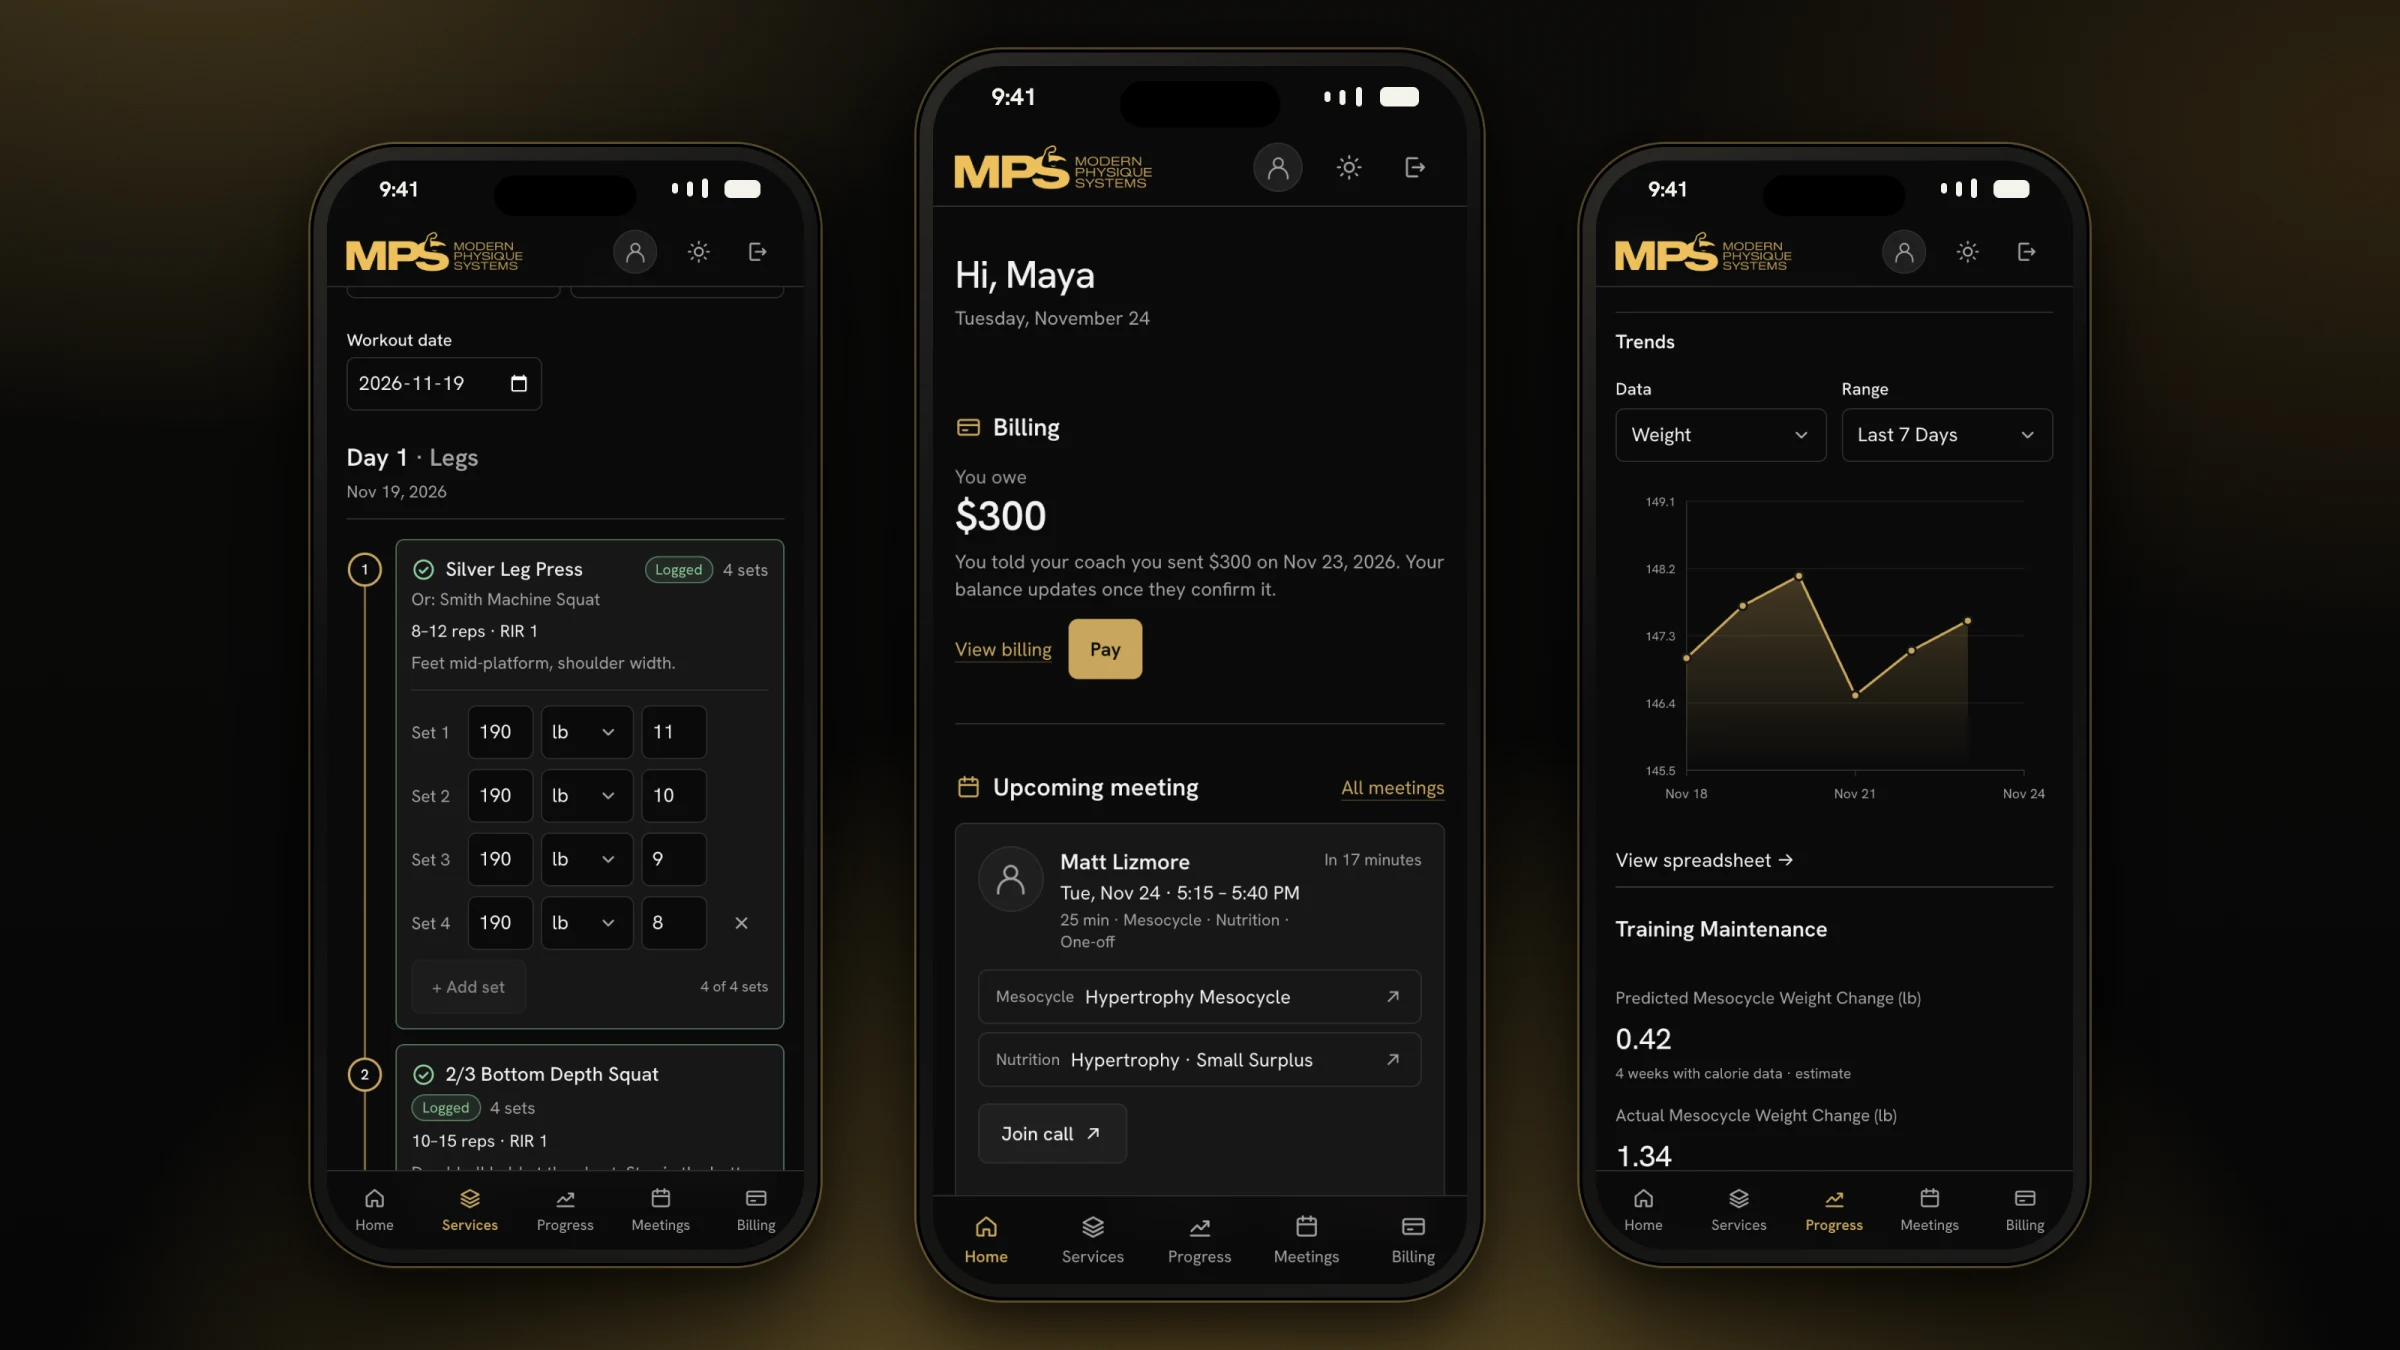 9:41
MPS MODERN
PHYSIQUE
SYSTEMS
Workout date
2026-11-19
Day 1 · Legs
Nov 19, 2026
1
Silver Leg Press Logged 4 sets
Or: Smith Machine Squat
8–12 reps · RIR 1
Feet mid-platform, shoulder width.
Set 1 190 lb 11
Set 2 190 lb 10
Set 3 190 lb 9
Set 4 190 lb 8 ×
+ Add set 4 of 4 sets
2
2/3 Bottom Depth Squat
Logged 4 sets
10–15 reps · RIR 1
Home Services Progress Meetings Billing
9:41
MPS MODERN
PHYSIQUE
SYSTEMS
Hi, Maya
Tuesday, November 24
Billing
You owe
$300
You told your coach you sent $300 on Nov 23, 2026. Your
balance updates once they confirm it.
View billing Pay
Upcoming meeting All meetings
Matt Lizmore In 17 minutes
Tue, Nov 24 · 5:15 – 5:40 PM
25 min · Mesocycle · Nutrition ·
One-off
Mesocycle Hypertrophy Mesocycle ↗
Nutrition Hypertrophy · Small Surplus ↗
Join call ↗
Home Services Progress Meetings Billing
9:41
MPS MODERN
PHYSIQUE
SYSTEMS
Trends
Data Range
Weight Last 7 Days
149.1
148.2
147.3
146.4
145.5
Nov 18 Nov 21 Nov 24
View spreadsheet →
Training Maintenance
Predicted Mesocycle Weight Change (lb)
0.42
4 weeks with calorie data · estimate
Actual Mesocycle Weight Change (lb)
1.34
Home Services Progress Meetings Billing